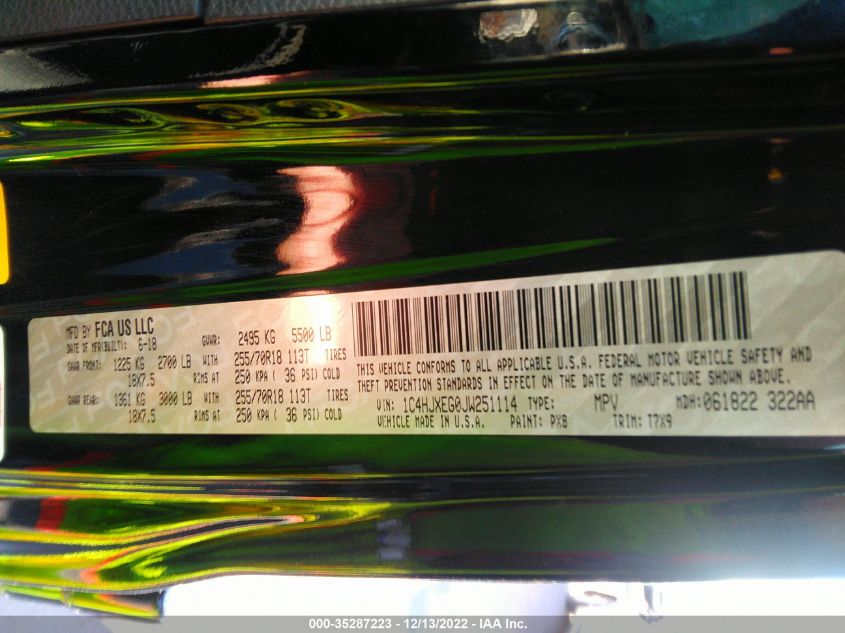 MFD BY FCA US LLC
DATE OF MFR(BUILT): 6-18 GVWR: 2495 KG 5500 LB
GAWR FRONT: 1225 KG 2700 LB WITH 255/70R18 113T TIRES
18X7.5 RIMS AT 250 KPA ( 36 PSI) COLD
GAWR REAR: 1361 KG 3000 LB WITH 255/70R18 113T TIRES
18X7.5 RIMS AT 250 KPA ( 36 PSI) COLD
THIS VEHICLE CONFORMS TO ALL APPLICABLE U.S.A. FEDERAL MOTOR VEHICLE SAFETY AND
THEFT PREVENTION STANDARDS IN EFFECT ON THE DATE OF MANUFACTURE SHOWN ABOVE.
VIN: 1C4HJXEG0JW251114 TYPE: MPV MDH: 061822 322AA
VEHICLE MADE IN U.S.A. PAINT: PX8 TRIM: T7X9
000-35287223 - 12/13/2022 - IAA Inc.